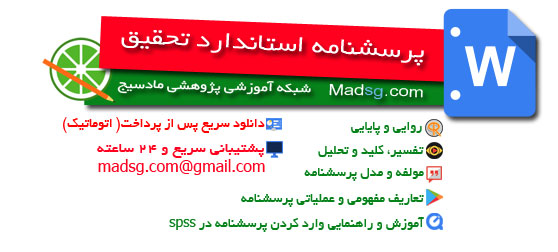 پرسشنامه استاندارد تحقیق
شبکه آموزشی پژوهشی مادسیج Madsg.com
W
روایی و پایایی
تفسیر، کلید و تحلیل
مولفه و مدل پرسشنامه
تعاریف مفهومی و عملیاتی پرسشنامه
آموزش و راهنمایی وارد کردن پرسشنامه در spss
دانلود سریع پس از پرداخت( اتوماتیک)
پشتیبانی سریع و ۲۴ ساعته
madsg.com@gmail.com